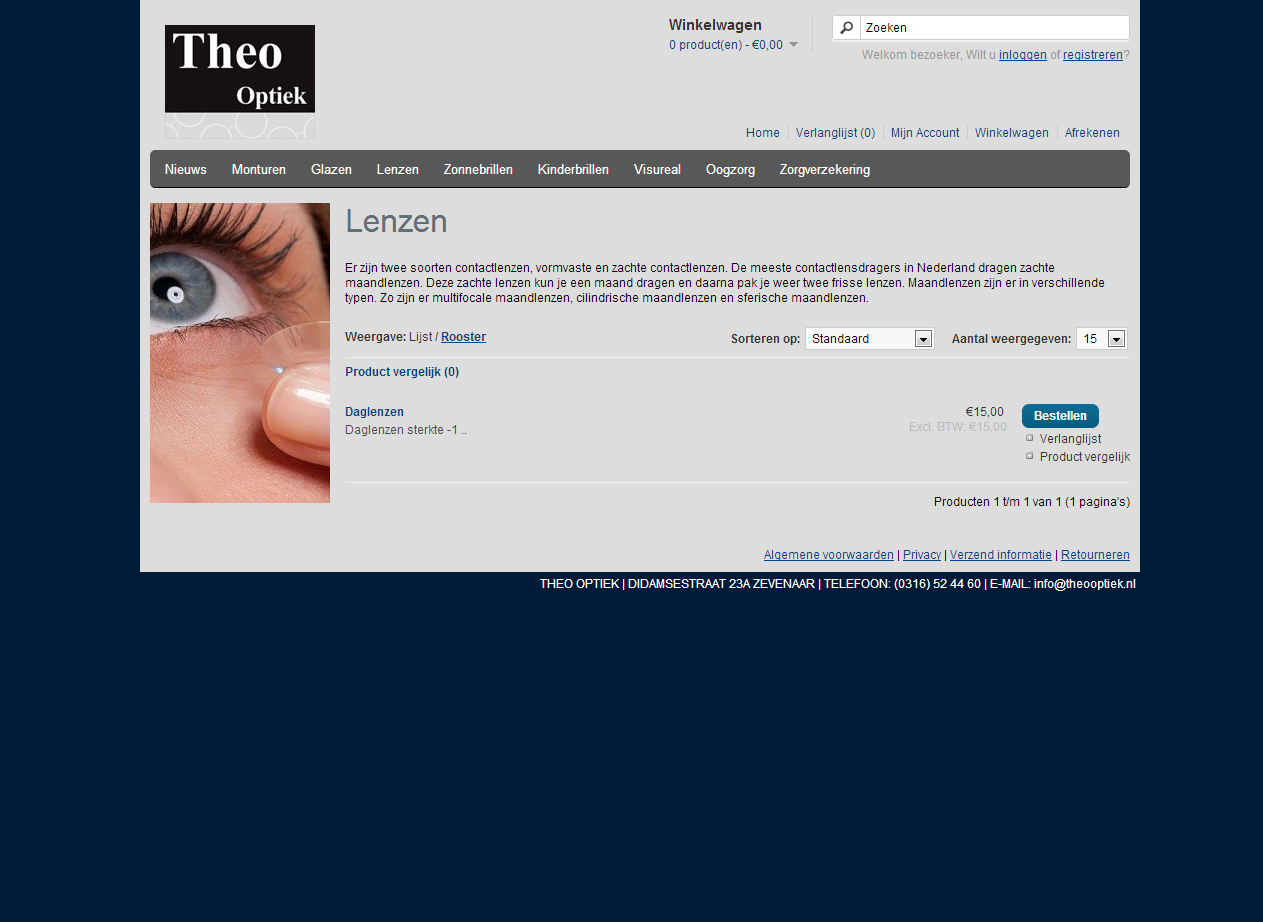 Theo
Optiek
Winkelwagen
0 product(en) - €0,00
Zoeken
Welkom bezoeker, Wilt u inloggen of registreren?
Home Verlanglijst (0) Mijn Account Winkelwagen Afrekenen
Nieuws Monturen Glazen Lenzen Zonnebrillen Kinderbrillen Visureal Oogzorg Zorgverzekering
Lenzen
Er zijn twee soorten contactlenzen, vormvaste en zachte contactlenzen. De meeste contactlensdragers in Nederland dragen zachte
maandlenzen. Deze zachte lenzen kun je een maand dragen en daarna pak je weer twee frisse lenzen. Maandlenzen zijn er in verschillende
typen. Zo zijn er multifocale maandlenzen, cilindrische maandlenzen en sferische maandlenzen.
Weergave: Lijst / Rooster Sorteren op: Standaard Aantal weergegeven: 15
Product vergelijk (0)
Daglenzen €15,00 Bestellen
Daglenzen sterkte -1 .. Excl. BTW: €15,00
Verlanglijst
Product vergelijk
Producten 1 t/m 1 van 1 (1 pagina's)
Algemene voorwaarden | Privacy | Verzend informatie | Retourneren
THEO OPTIEK | DIDAMSESTRAAT 23A ZEVENAAR | TELEFOON: (0316) 52 44 60 | E-MAIL: info@theooptiek.nl